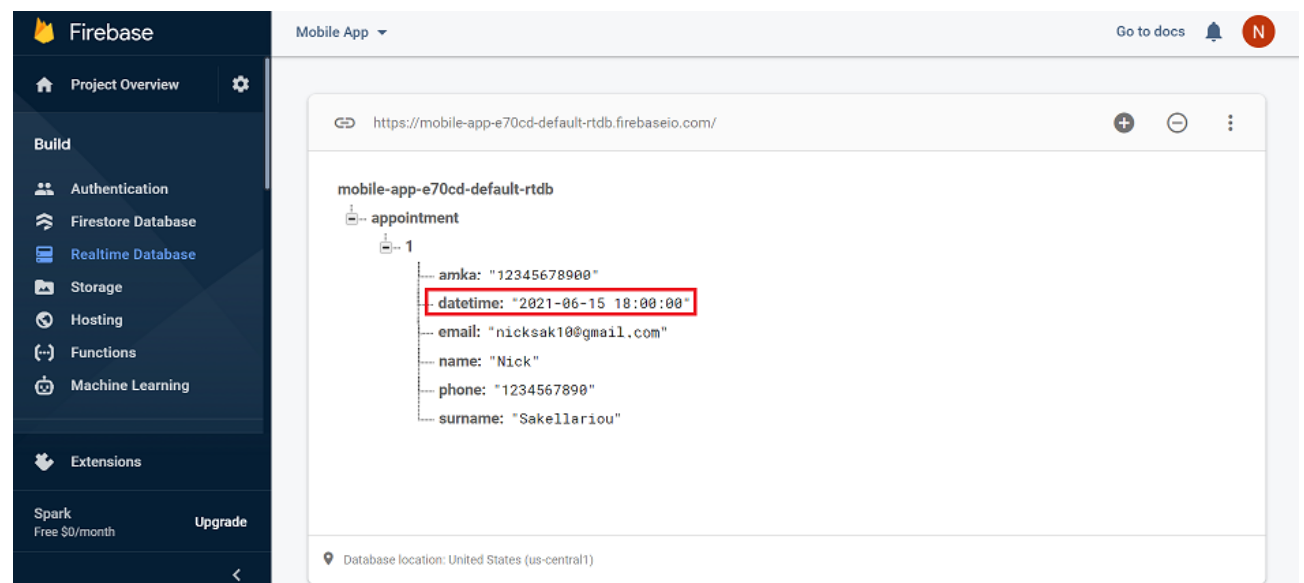 Firebase
Mobile App
Go to docs
N
Project Overview
https://mobile-app-e70cd-default-rtdb.firebaseio.com/
Build
Authentication
Firestore Database
Realtime Database
Storage
Hosting
Functions
Machine Learning
Extensions
Spark
Free $0/month
Upgrade
mobile-app-e70cd-default-rtdb
appointment
1
amka: "12345678900"
datetime: "2021-06-15 18:00:00"
email: "nicksak10@gmail.com"
name: "Nick"
phone: "1234567890"
surname: "Sakellariou"
Database location: United States (us-central1)